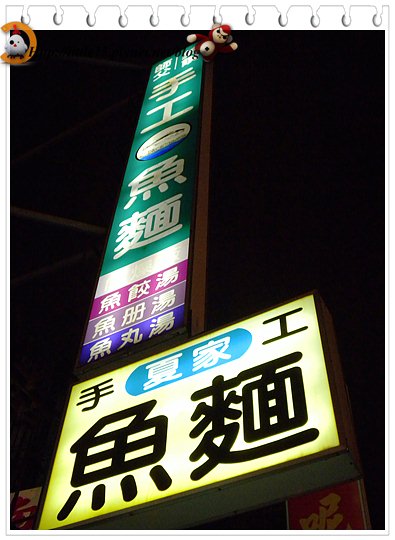 手工魚麵
魚餃湯
魚册湯
魚丸湯
手 夏家 工
魚麵